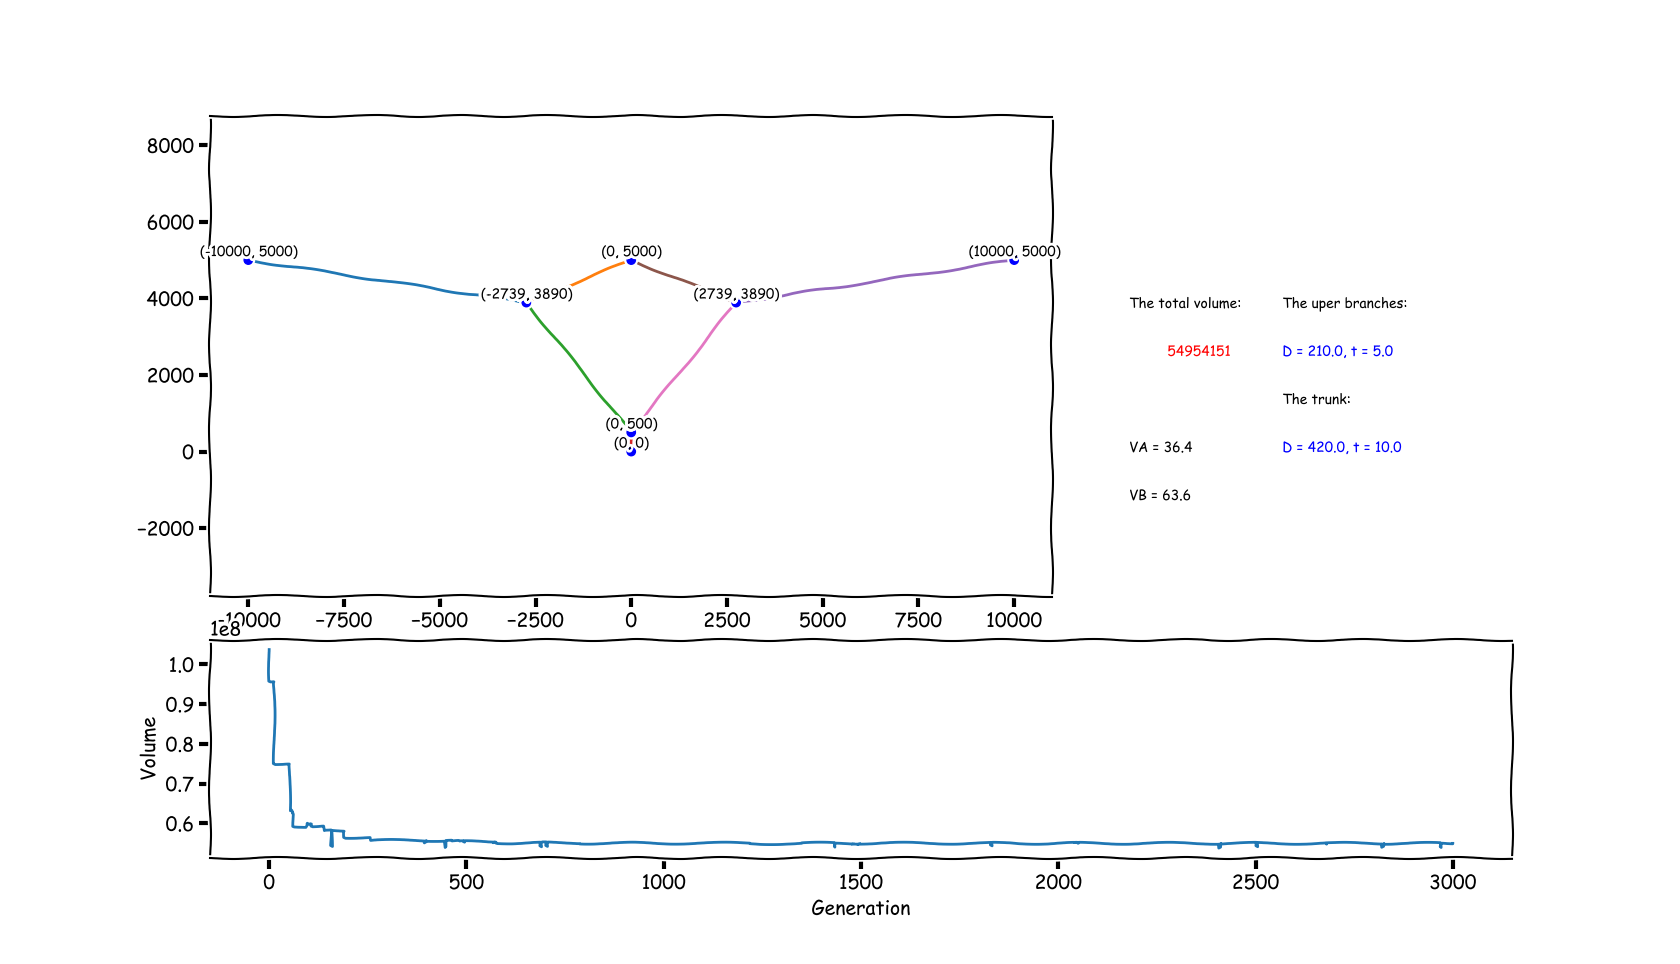 8000
6000
4000
2000
0
-2000
(-10000, 5000)
(0, 5000)
(10000, 5000)
(-2739, 3890)
(2739, 3890)
(0, 500)
(0, 0)
-10000 -7500 -5000 -2500 0 2500 5000 7500 10000
The total volume:
54954151
VA = 36.4
VB = 63.6
The uper branches:
D = 210.0, t = 5.0
The trunk:
D = 420.0, t = 10.0
1e8
1.0
0.9
0.8
0.7
0.6
Volume
0 500 1000 1500 2000 2500 3000
Generation